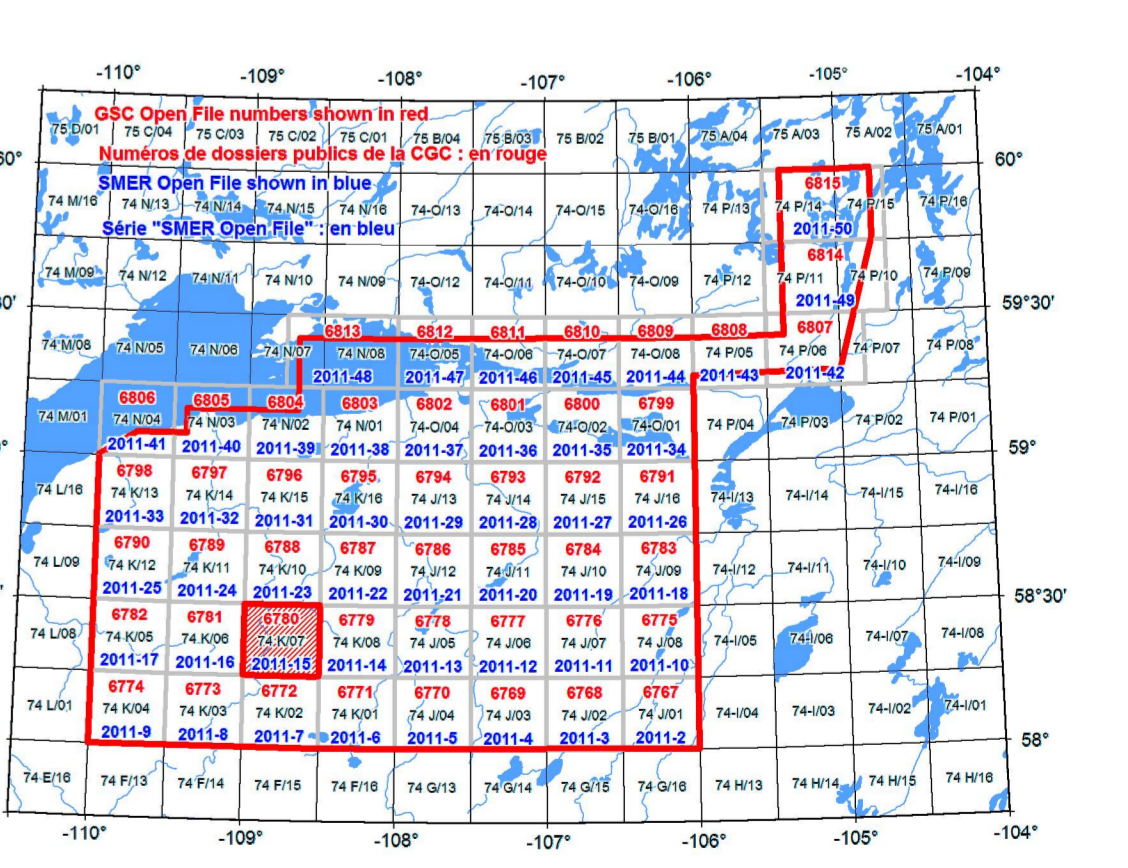 -110° -109° -108° -107° -106° -105° -104°
GSC Open File numbers shown in red
75 D/01 75 C/04 75 C/03 75 C/02 75 C/01 75 B/04 75 B/03 75 B/02 75 B/01 75 A/04 75 A/03 75 A/02 75 A/01
Numéros de dossiers publics de la CGC : en rouge
60° 60°
SMER Open File shown in blue
6815
74 M/16 74 N/13 74 N/14 74 N/15 74 N/16 74-O/13 74-O/14 74-O/15 74-O/16 74 P/13 74 P/14 74 P/15 74 P/16
Série "SMER Open File" : en bleu
2011-50
6814
74 M/09 74 N/12 74 N/11 74 N/10 74 N/09 74-O/12 74-O/11 74-O/10 74-O/09 74 P/12 74 P/11 74 P/10 74 P/09
2011-49
30' 59°30'
6813 6812 6811 6810 6809 6808 6807
74 M/08 74 N/05 74 N/06 74 N/07 74 N/08 74-O/05 74-O/06 74-O/07 74-O/08 74 P/05 74 P/06 74 P/07 74 P/08
2011-48 2011-47 2011-46 2011-45 2011-44 2011-43 2011-42
6806 6805 6804 6803 6802 6801 6800 6799
74 M/01 74 N/04 74 N/03 74 N/02 74 N/01 74-O/04 74-O/03 74-O/02 74-O/01 74 P/04 74 P/03 74 P/02 74 P/01
2011-41 2011-40 2011-39 2011-38 2011-37 2011-36 2011-35 2011-34
59°
6798 6797 6796 6795 6794 6793 6792 6791
74 L/16 74 K/13 74 K/14 74 K/15 74 K/16 74 J/13 74 J/14 74 J/15 74 J/16 74-I/13 74-I/14 74-I/15 74-I/16
2011-33 2011-32 2011-31 2011-30 2011-29 2011-28 2011-27 2011-26
6790 6789 6788 6787 6786 6785 6784 6783
74 L/09 74 K/12 74 K/11 74 K/10 74 K/09 74 J/12 74 J/11 74 J/10 74 J/09 74-I/12 74-I/11 74-I/10 74-I/09
2011-25 2011-24 2011-23 2011-22 2011-21 2011-20 2011-19 2011-18
58°30'
6782 6781 6780 6779 6778 6777 6776 6775
74 L/08 74 K/05 74 K/06 74 K/07 74 K/08 74 J/05 74 J/06 74 J/07 74 J/08 74-I/05 74-I/06 74-I/07 74-I/08
2011-17 2011-16 2011-15 2011-14 2011-13 2011-12 2011-11 2011-10
6774 6773 6772 6771 6770 6769 6768 6767
74 L/01 74 K/04 74 K/03 74 K/02 74 K/01 74 J/04 74 J/03 74 J/02 74 J/01 74-I/04 74-I/03 74-I/02 74-I/01
2011-9 2011-8 2011-7 2011-6 2011-5 2011-4 2011-3 2011-2
58°
74 E/16 74 F/13 74 F/14 74 F/15 74 F/16 74 G/13 74 G/14 74 G/15 74 G/16 74 H/13 74 H/14 74 H/15 74 H/16
-110° -109° -108° -107° -106° -105° -104°